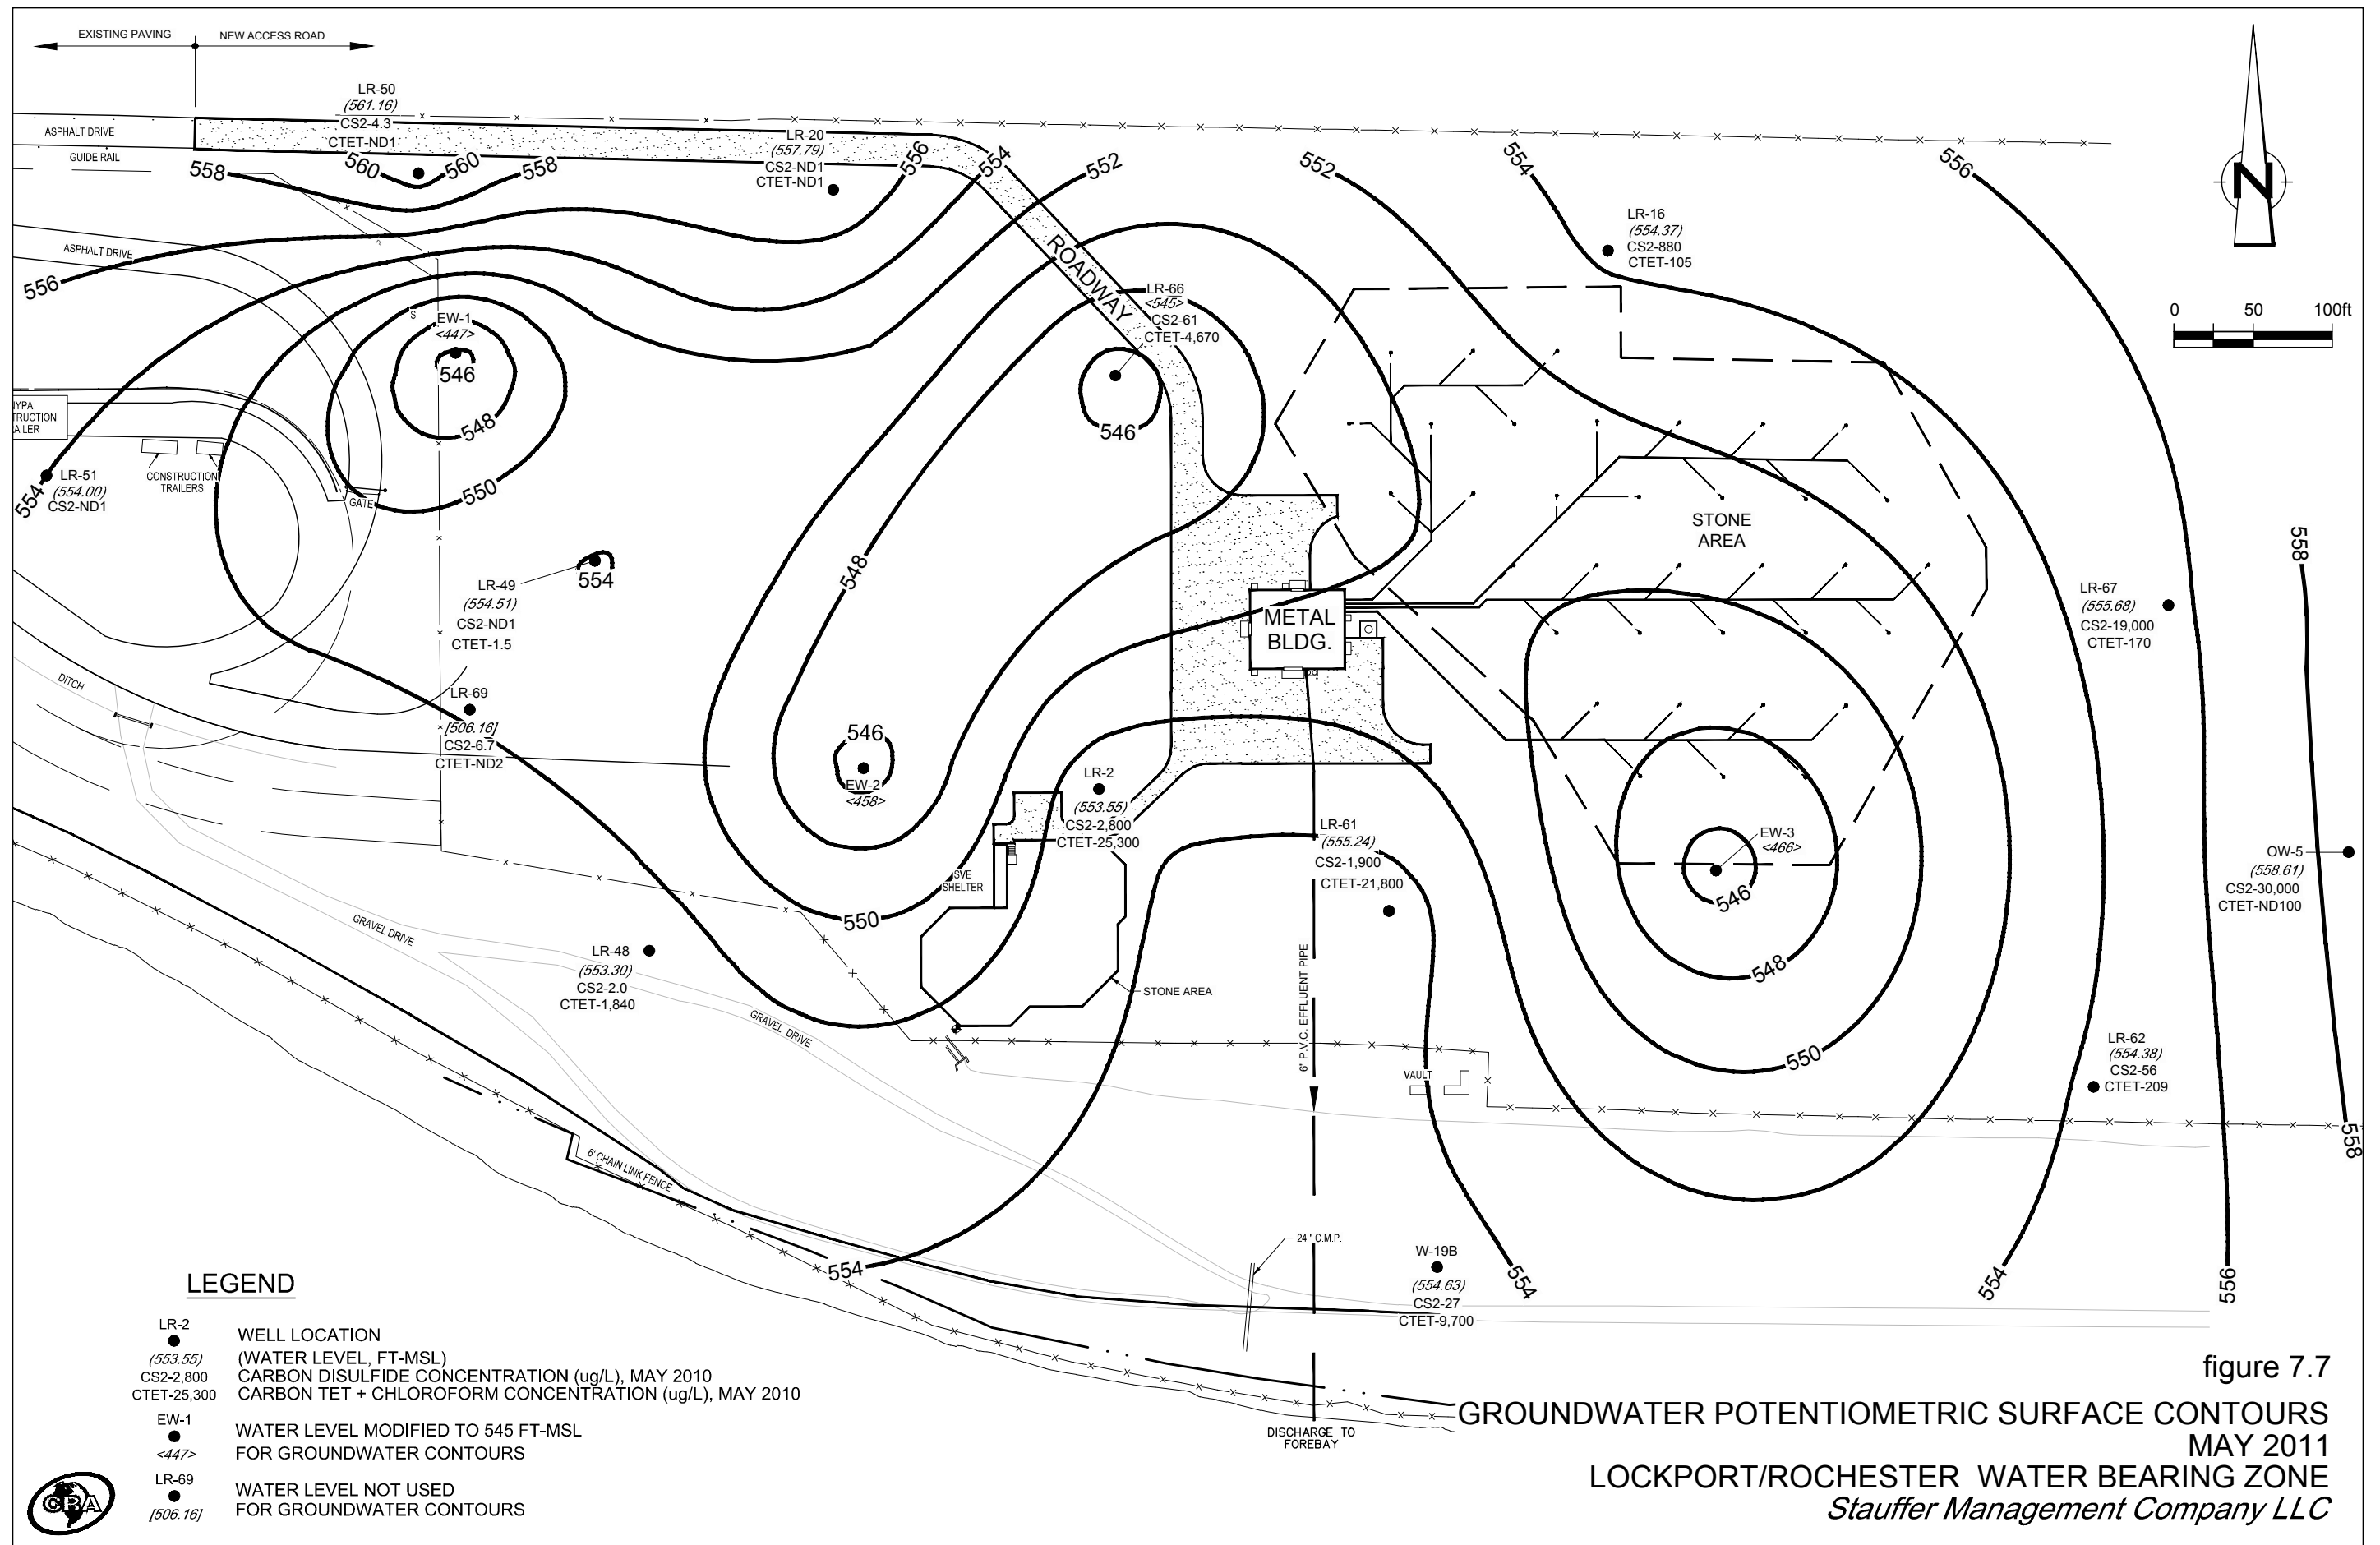 EXISTING PAVING
NEW ACCESS ROAD
LR-50
(561.16)
CS2-4.3
CTET-ND1
ASPHALT DRIVE
GUIDE RAIL
LR-20
(557.79)
CS2-ND1
CTET-ND1
558
560
560
558
556
554
552
552
554
556
N
0 50 100ft
LR-16
(554.37)
CS2-880
CTET-105
ASPHALT DRIVE
556
ROADWAY
EW-1
<447>
546
548
550
LR-66
<545>
CS2-61
CTET-4,670
546
CONSTRUCTION
TRAILERS
GATE
LR-51
(554.00)
CS2-ND1
554
STONE
AREA
558
LR-49
(554.51)
CS2-ND1
CTET-1.5
554
548
METAL
BLDG.
LR-67
(555.68)
CS2-19,000
CTET-170
DITCH
LR-69
[506.16]
CS2-6.7
CTET-ND2
546
EW-2
<458>
LR-2
(553.55)
CS2-2,800
CTET-25,300
SVE
SHELTER
LR-61
(555.24)
CS2-1,900
CTET-21,800
EW-3
<466>
546
548
550
OW-5
(558.61)
CS2-30,000
CTET-ND100
550
GRAVEL DRIVE
LR-48
(553.30)
CS2-2.0
CTET-1,840
GRAVEL DRIVE
STONE AREA
6" P.V.C. EFFLUENT PIPE
VAULT
LR-62
(554.38)
CS2-56
CTET-209
558
6' CHAIN LINK FENCE
24" C.M.P.
W-19B
(554.63)
CS2-27
CTET-9,700
554
554
554
556
DISCHARGE TO
FOREBAY
LEGEND
LR-2
WELL LOCATION
(553.55) (WATER LEVEL, FT-MSL)
CS2-2,800 CARBON DISULFIDE CONCENTRATION (ug/L), MAY 2010
CTET-25,300 CARBON TET + CHLOROFORM CONCENTRATION (ug/L), MAY 2010
EW-1
WATER LEVEL MODIFIED TO 545 FT-MSL
<447> FOR GROUNDWATER CONTOURS
LR-69
WATER LEVEL NOT USED
[506.16] FOR GROUNDWATER CONTOURS
CRA
figure 7.7
GROUNDWATER POTENTIOMETRIC SURFACE CONTOURS
MAY 2011
LOCKPORT/ROCHESTER WATER BEARING ZONE
Stauffer Management Company LLC